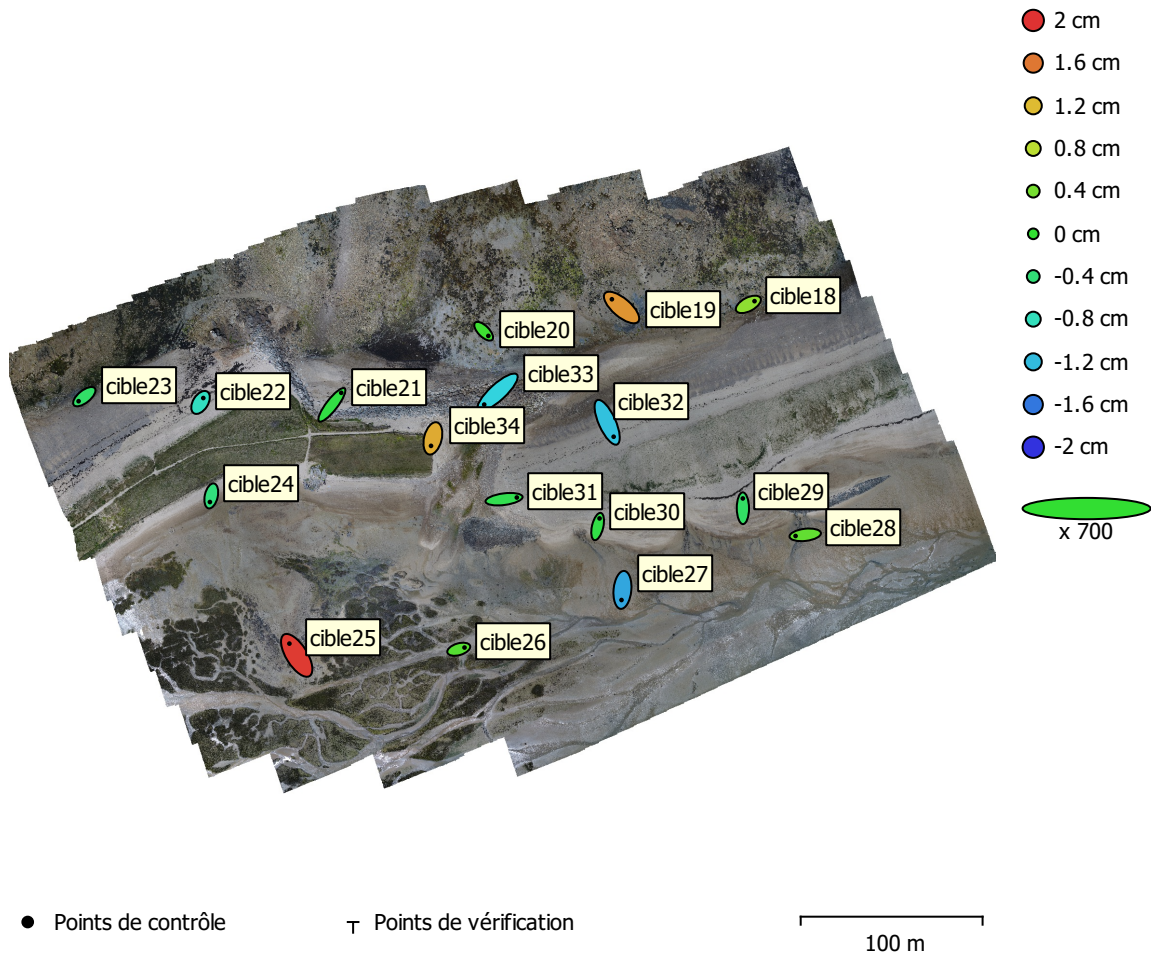 2 cm
1.6 cm
1.2 cm
0.8 cm
0.4 cm
0 cm
-0.4 cm
-0.8 cm
-1.2 cm
-1.6 cm
-2 cm
x 700
cible18
cible19
cible20
cible33
cible23
cible22
cible21
cible32
cible34
cible24
cible31
cible29
cible30
cible28
cible27
cible25
cible26
Points de contrôle
Points de vérification
100 m